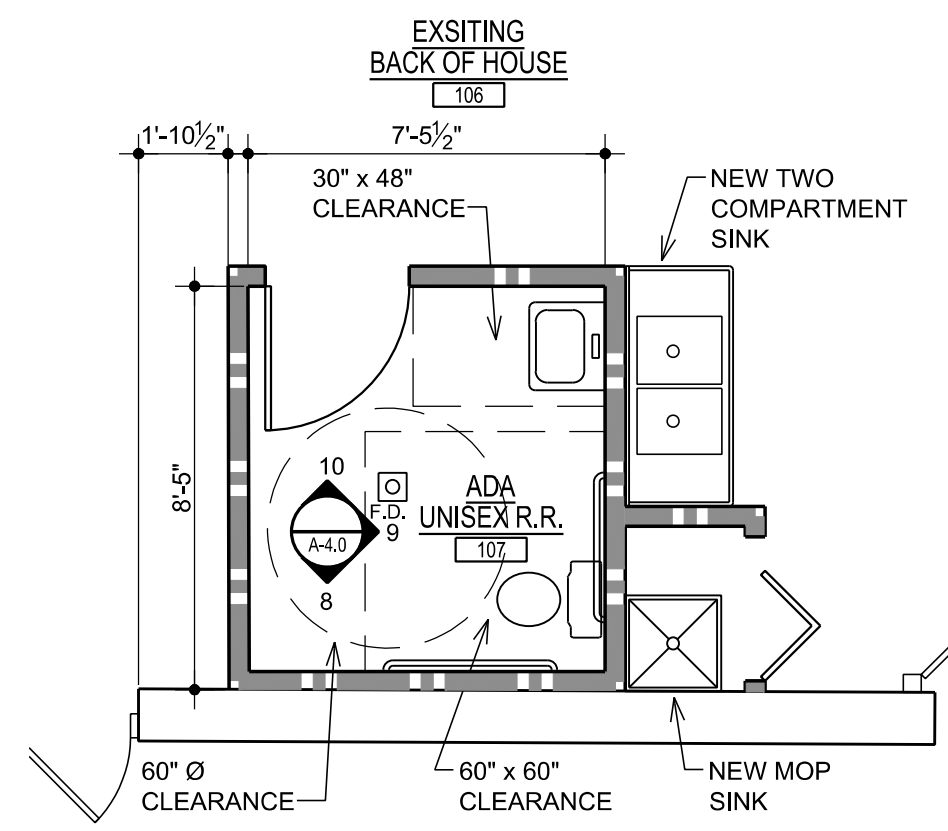 EXSITING
BACK OF HOUSE
106
1'-10½"
7'-5½"
30" x 48"
CLEARANCE
NEW TWO
COMPARTMENT
SINK
8'-5"
10
F.D.
9
A-4.0
8
ADA
UNISEX R.R.
107
60" Ø
CLEARANCE
60" x 60"
CLEARANCE
NEW MOP
SINK